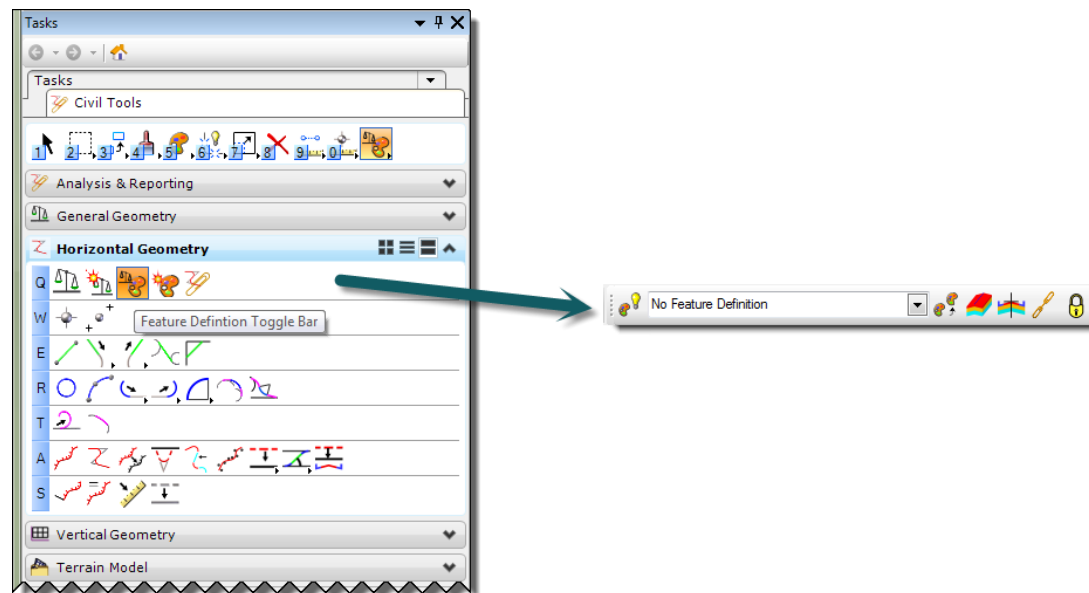 Tasks
Tasks
Civil Tools
1 2 3 4 5 6 7 8 9 0
Analysis & Reporting
General Geometry
Horizontal Geometry
Q
W
Feature Defintion Toggle Bar
E
R
T
A
S
Vertical Geometry
Terrain Model
No Feature Definition